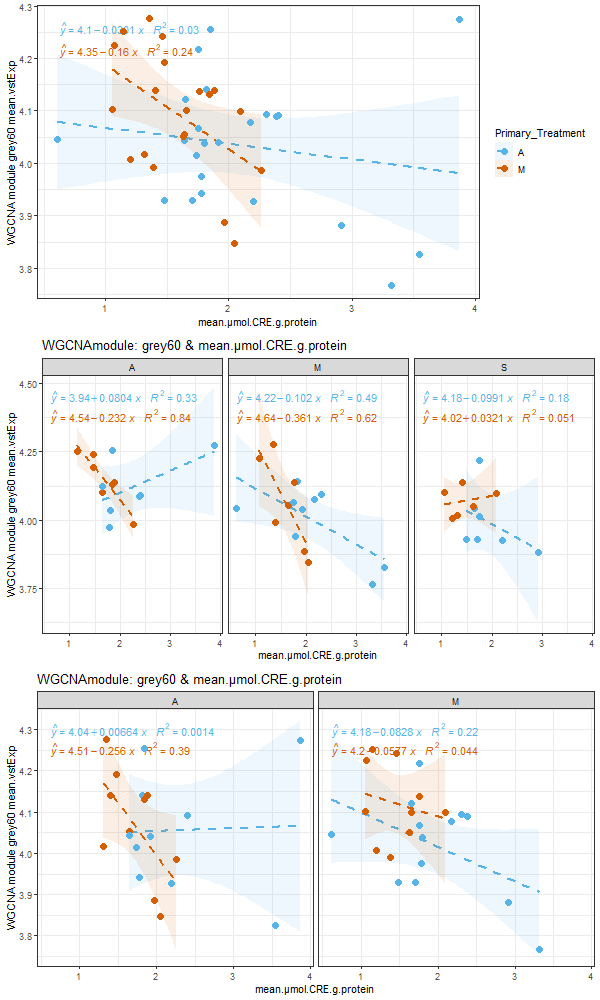 ŷ = 4.1−0.0301 x R² = 0.03
ŷ = 4.35−0.16 x R² = 0.24
4.3
4.2
4.1
4.0
3.9
3.8
1 2 3 4
mean.µmol.CRE.g.protein
WGCNA module grey60 mean.vstExp
Primary_Treatment
A
M
WGCNAmodule: grey60 & mean.µmol.CRE.g.protein
A M S
ŷ = 3.94+0.0804 x R² = 0.33
ŷ = 4.54−0.232 x R² = 0.84
ŷ = 4.22−0.102 x R² = 0.49
ŷ = 4.64−0.361 x R² = 0.62
ŷ = 4.18−0.0991 x R² = 0.18
ŷ = 4.02+0.0321 x R² = 0.051
4.50
4.25
4.00
3.75
1 2 3 4 1 2 3 4 1 2 3 4
mean.µmol.CRE.g.protein
WGCNA module grey60 mean.vstExp
WGCNAmodule: grey60 & mean.µmol.CRE.g.protein
A M
ŷ = 4.04+0.00664 x R² = 0.0014
ŷ = 4.51−0.256 x R² = 0.39
ŷ = 4.18−0.0828 x R² = 0.22
ŷ = 4.2−0.0577 x R² = 0.044
4.3
4.2
4.1
4.0
3.9
3.8
1 2 3 4 1 2 3 4
mean.µmol.CRE.g.protein
WGCNA module grey60 mean.vstExp